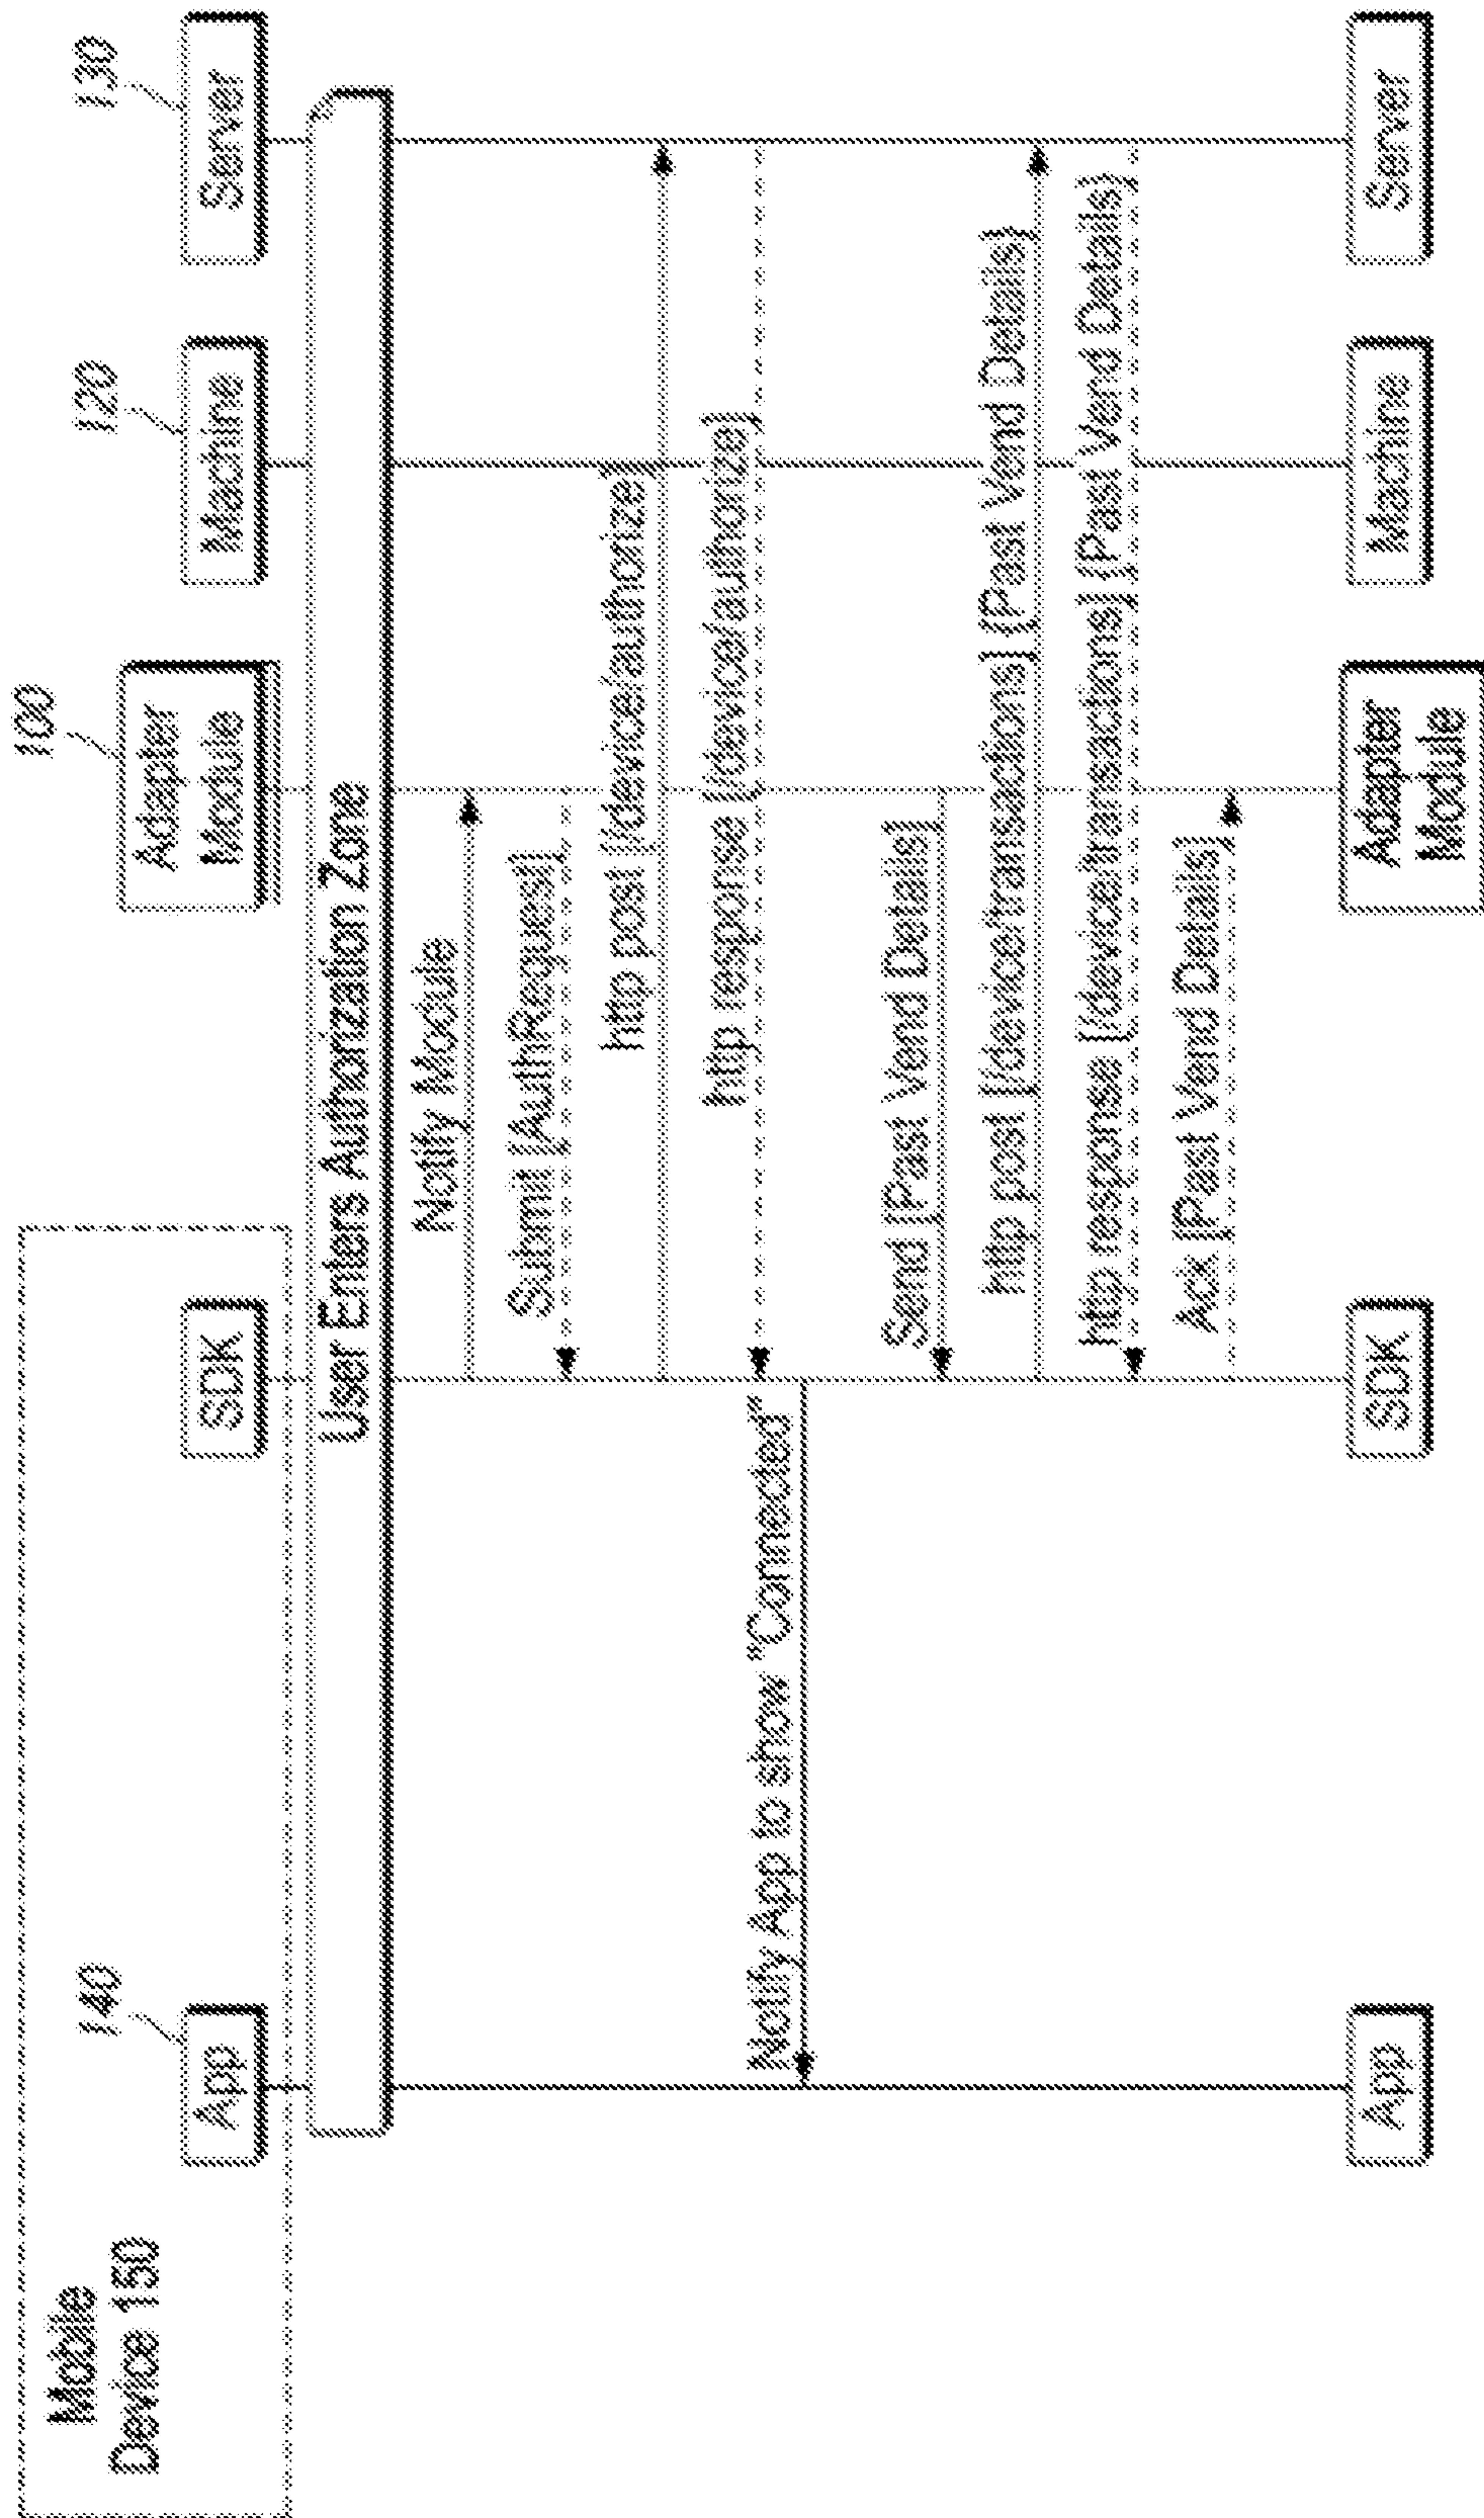 Mobile
Device 150
140
App
SDK
100
Adapter
Module
120
Machine
130
Server
User Enters Authorization Zone
Notify Module
Submit [AuthRequest]
http post [/device/authorize]
http response [/device/authorize]
Notify App to show "Connected"
Send [Past Vend Details]
http post [/device/transactions] [Past Vend Details]
http response [/device/transactions] [Past Vend Details]
Ack [Past Vend Details]
App
SDK
Adapter
Module
Machine
Server